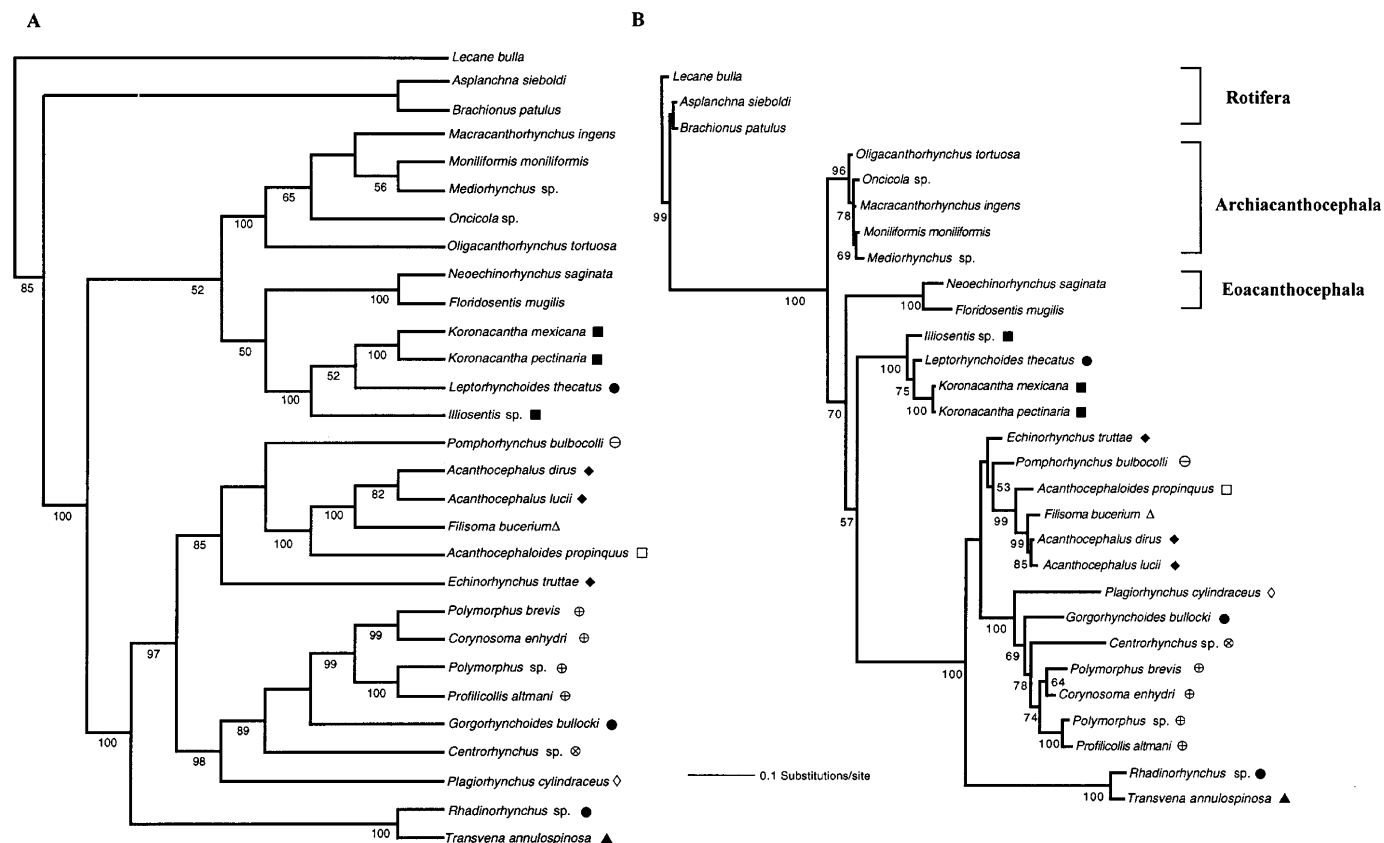 A
Lecane bulla
Asplanchna sieboldi
Brachionus patulus
Macracanthorhynchus ingens
Moniliformis moniliformis
56
Mediorhynchus sp.
65
Oncicola sp.
100
Oligacanthorhynchus tortuosa
85
52
Neoechinorhynchus saginata
100
Floridosentis mugilis
Koronacantha mexicana
50
100
Koronacantha pectinaria
52
Leptorhynchoides thecatus
100
Illiosentis sp.
Pomphorhynchus bulbocolli
Acanthocephalus dirus
82
Acanthocephalus lucii
100
100
Filisoma bucerium
85
100
Acanthocephaloides propinquus
Echinorhynchus truttae
Polymorphus brevis
99
Corynosoma enhydri
97
99
Polymorphus sp.
100
Profilicollis altmani
89
Gorgorhynchoides bullocki
100
98
Centrorhynchus sp.
Plagiorhynchus cylindraceus
Rhadinorhynchus sp.
100
Transvena annulospinosa
B
Lecane bulla
Asplanchna sieboldi
Brachionus patulus
Rotifera
Oligacanthorhynchus tortuosa
96
Oncicola sp.
99
78
Macracanthorhynchus ingens
Archiacanthocephala
Moniliformis moniliformis
69
Mediorhynchus sp.
100
Neoechinorhynchus saginata
Eoacanthocephala
100
Floridosentis mugilis
Illiosentis sp.
100
Leptorhynchoides thecatus
75
Koronacantha mexicana
70
100
Koronacantha pectinaria
Echinorhynchus truttae
Pomphorhynchus bulbocolli
53
Acanthocephaloides propinquus
57
99
Filisoma bucerium
99
Acanthocephalus dirus
85
Acanthocephalus lucii
Plagiorhynchus cylindraceus
100
Gorgorhynchoides bullocki
69
Centrorhynchus sp.
100
78
Polymorphus brevis
64
Corynosoma enhydri
74
Polymorphus sp.
100
Profilicollis altmani
0.1 Substitutions/site
Rhadinorhynchus sp.
100
Transvena annulospinosa